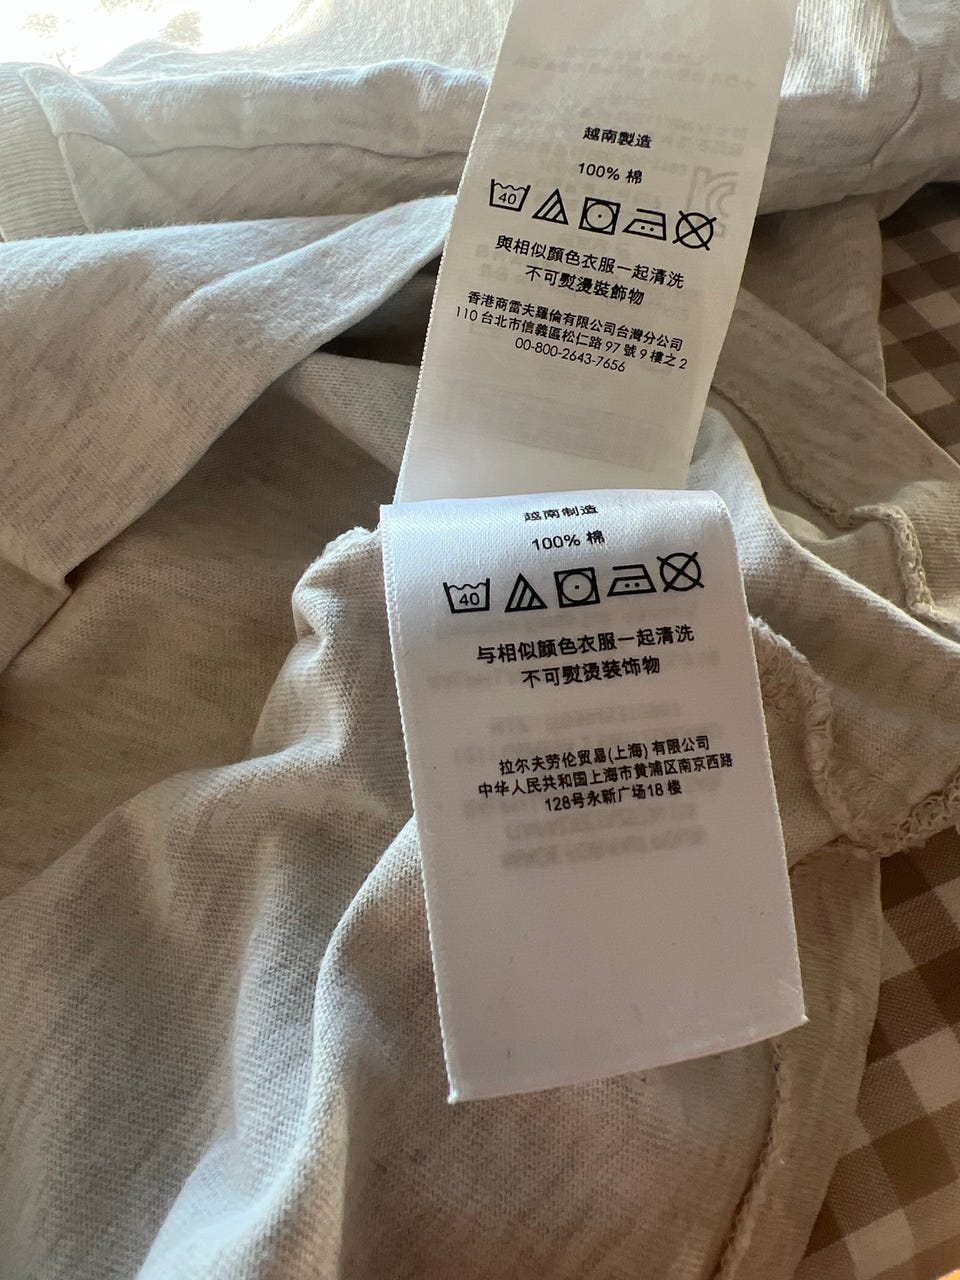 越南製造
100% 棉
40
與相似顏色衣服一起清洗
不可熨燙裝飾物
香港商雷夫羅倫有限公司台灣分公司
110 台北市信義區松仁路 97 號 9 樓之 2
00-800-2643-7656
越南制造
100% 棉
40
与相似颜色衣服一起清洗
不可熨烫装饰物
拉尔夫劳伦贸易(上海) 有限公司
中华人民共和国上海市黄浦区南京西路
128号永新广场18 楼